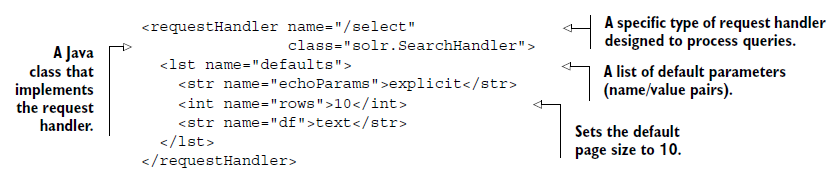 <requestHandler name="/select"
class="solr.SearchHandler">
<lst name="defaults">
<str name="echoParams">explicit</str>
<int name="rows">10</int>
<str name="df">text</str>
</lst>
</requestHandler>
A Java
class that
implements
the request
handler.
A specific type of request handler
designed to process queries.
A list of default parameters
(name/value pairs).
Sets the default
page size to 10.